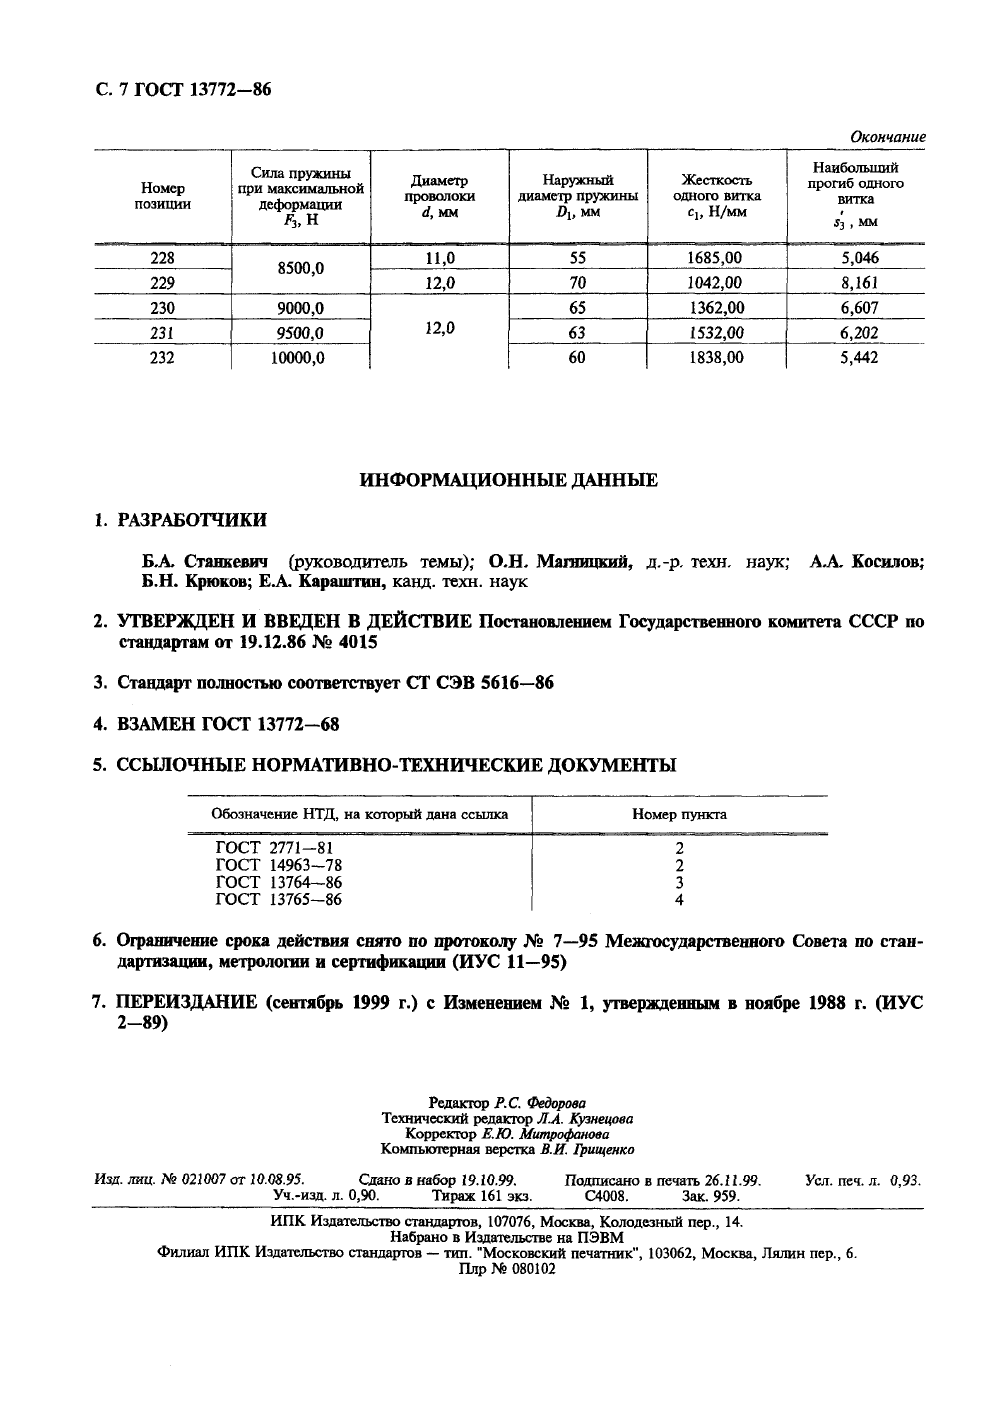 С. 7 ГОСТ 13772—86
Окончание
Номер позиции | Сила пружины при максимальной деформации F₃, Н | Диаметр проволоки d, мм | Наружный диаметр пружины D₁, мм | Жесткость одного витка c₁, Н/мм | Наибольший прогиб одного витка s′₃ , мм
228 | 8500,0 | 11,0 | 55 | 1685,00 | 5,046
229 | 12,0 | 70 | 1042,00 | 8,161
230 | 9000,0 | 12,0 | 65 | 1362,00 | 6,607
231 | 9500,0 | 63 | 1532,00 | 6,202
232 | 10000,0 | 60 | 1838,00 | 5,442
ИНФОРМАЦИОННЫЕ ДАННЫЕ
1. РАЗРАБОТЧИКИ
Б.А. Станкевич (руководитель темы); О.Н. Магницкий, д.-р. техн. наук; А.А. Косилов;
Б.Н. Крюков; Е.А. Караштин, канд. техн. наук
2. УТВЕРЖДЕН И ВВЕДЕН В ДЕЙСТВИЕ Постановлением Государственного комитета СССР по
стандартам от 19.12.86 № 4015
3. Стандарт полностью соответствует СТ СЭВ 5616—86
4. ВЗАМЕН ГОСТ 13772—68
5. ССЫЛОЧНЫЕ НОРМАТИВНО-ТЕХНИЧЕСКИЕ ДОКУМЕНТЫ
Обозначение НТД, на который дана ссылка | Номер пункта
ГОСТ 2771—81 | 2
ГОСТ 14963—78 | 2
ГОСТ 13764—86 | 3
ГОСТ 13765—86 | 4
6. Ограничение срока действия снято по протоколу № 7—95 Межгосударственного Совета по стан-
дартизации, метрологии и сертификации (ИУС 11—95)
7. ПЕРЕИЗДАНИЕ (сентябрь 1999 г.) с Изменением № 1, утвержденным в ноябре 1988 г. (ИУС
2—89)
Редактор Р.С. Федорова
Технический редактор Л.А. Кузнецова
Корректор Е.Ю. Митрофанова
Компьютерная верстка В.И. Грищенко
Изд. лиц. № 021007 от 10.08.95. Сдано в набор 19.10.99. Подписано в печать 26.11.99. Усл. печ. л. 0,93.
Уч.-изд. л. 0,90. Тираж 161 экз. С4008. Зак. 959.
ИПК Издательство стандартов, 107076, Москва, Колодезный пер., 14.
Набрано в Издательстве на ПЭВМ
Филиал ИПК Издательство стандартов — тип. "Московский печатник", 103062, Москва, Лялин пер., 6.
Плр № 080102